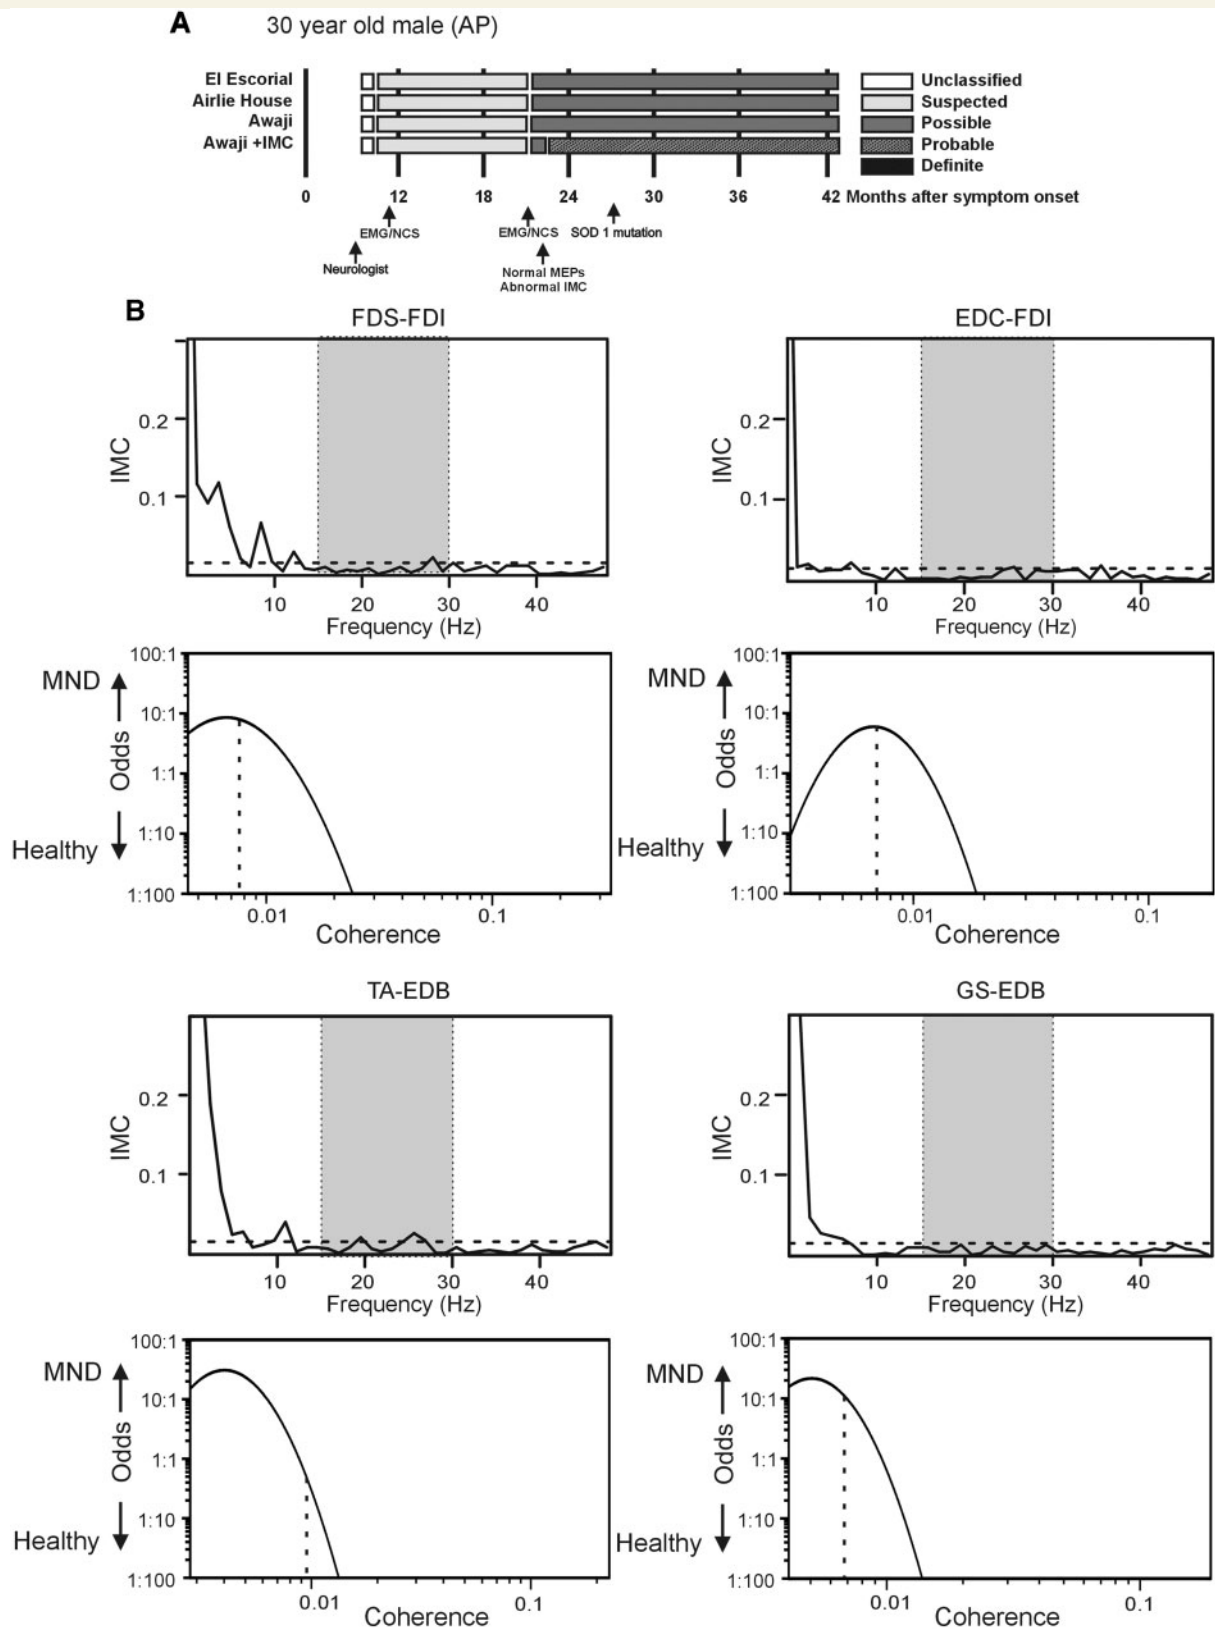 A 30 year old male (AP)
El Escorial
Airlie House
Awaji
Awaji +IMC
Unclassified
Suspected
Possible
Probable
Definite
0 12 18 24 30 36 42 Months after symptom onset
EMG/NCS EMG/NCS SOD 1 mutation
Neurologist Normal MEPs
Abnormal IMC
B
FDS-FDI EDC-FDI
IMC
0.2
0.1
10 20 30 40
Frequency (Hz)
IMC
0.2
0.1
10 20 30 40
Frequency (Hz)
MND
Odds
Healthy
100:1
10:1
1:1
1:10
1:100
0.01 0.1
Coherence
MND
Odds
Healthy
100:1
10:1
1:1
1:10
1:100
0.01 0.1
Coherence
TA-EDB GS-EDB
IMC
0.2
0.1
10 20 30 40
Frequency (Hz)
IMC
0.2
0.1
10 20 30 40
Frequency (Hz)
MND
Odds
Healthy
100:1
10:1
1:1
1:10
1:100
0.01 0.1
Coherence
MND
Odds
Healthy
100:1
10:1
1:1
1:10
1:100
0.01 0.1
Coherence